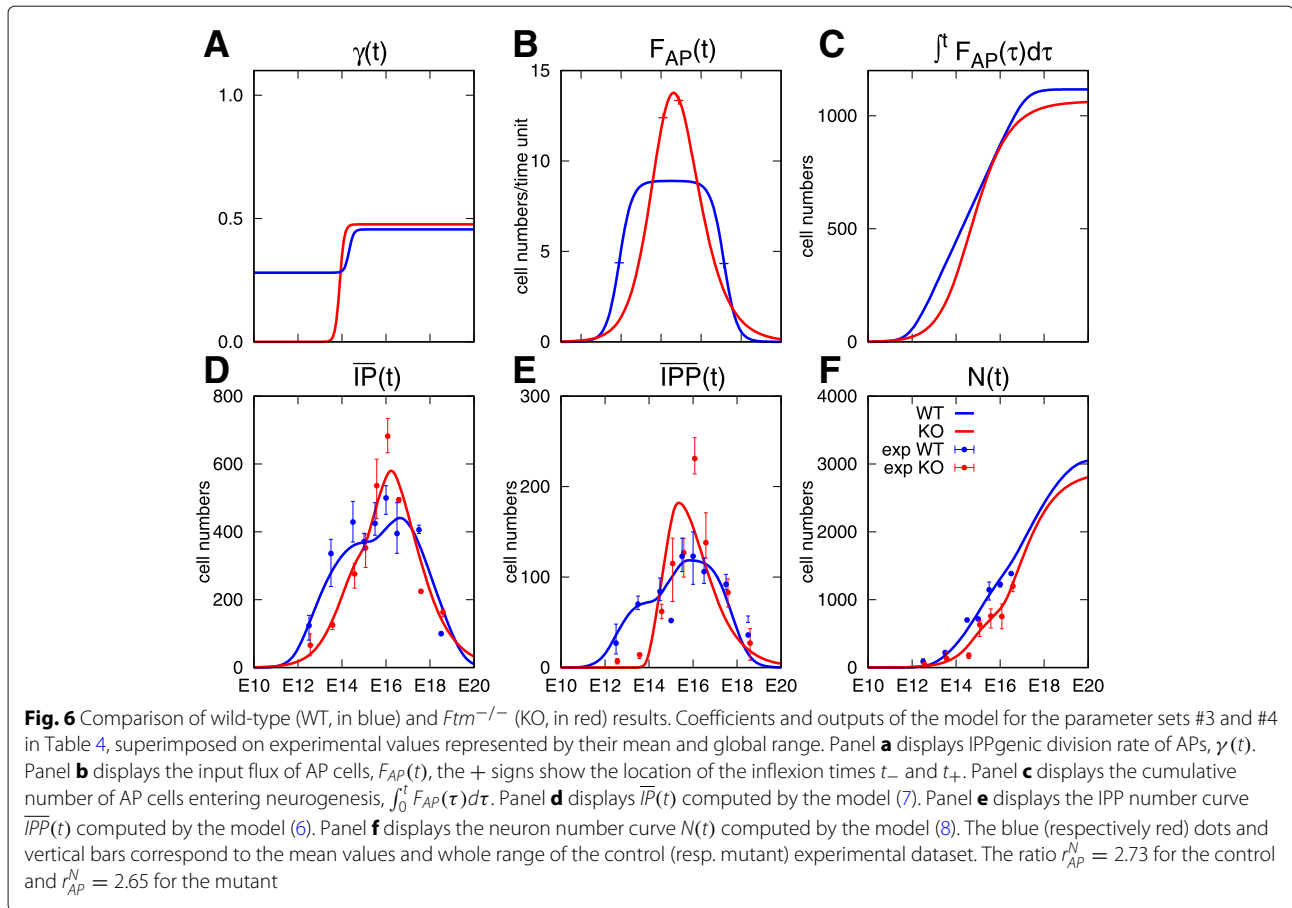 A
γ(t)
1.0
0.5
0.0
B
F_AP(t)
cell numbers/time unit
15
10
5
0
C
∫^t F_AP(τ)dτ
cell numbers
1000
500
0
D
\overline{IP}(t)
cell numbers
800
600
400
200
0
E10 E12 E14 E16 E18 E20
E
\overline{IPP}(t)
cell numbers
300
200
100
0
E10 E12 E14 E16 E18 E20
F
N(t)
cell numbers
4000
3000
2000
1000
0
WT
KO
exp WT
exp KO
E10 E12 E14 E16 E18 E20
Fig. 6 Comparison of wild-type (WT, in blue) and Ftm^{−/−} (KO, in red) results. Coefficients and outputs of the model for the parameter sets #3 and #4
in Table 4, superimposed on experimental values represented by their mean and global range. Panel a displays IPPgenic division rate of APs, γ(t).
Panel b displays the input flux of AP cells, F_AP(t), the + signs show the location of the inflexion times t_− and t_+. Panel c displays the cumulative
number of AP cells entering neurogenesis, ∫_0^t F_AP(τ)dτ. Panel d displays \overline{IP}(t) computed by the model (7). Panel e displays the IPP number curve
\overline{IPP}(t) computed by the model (6). Panel f displays the neuron number curve N(t) computed by the model (8). The blue (respectively red) dots and
vertical bars correspond to the mean values and whole range of the control (resp. mutant) experimental dataset. The ratio r_{AP}^N = 2.73 for the control
and r_{AP}^N = 2.65 for the mutant